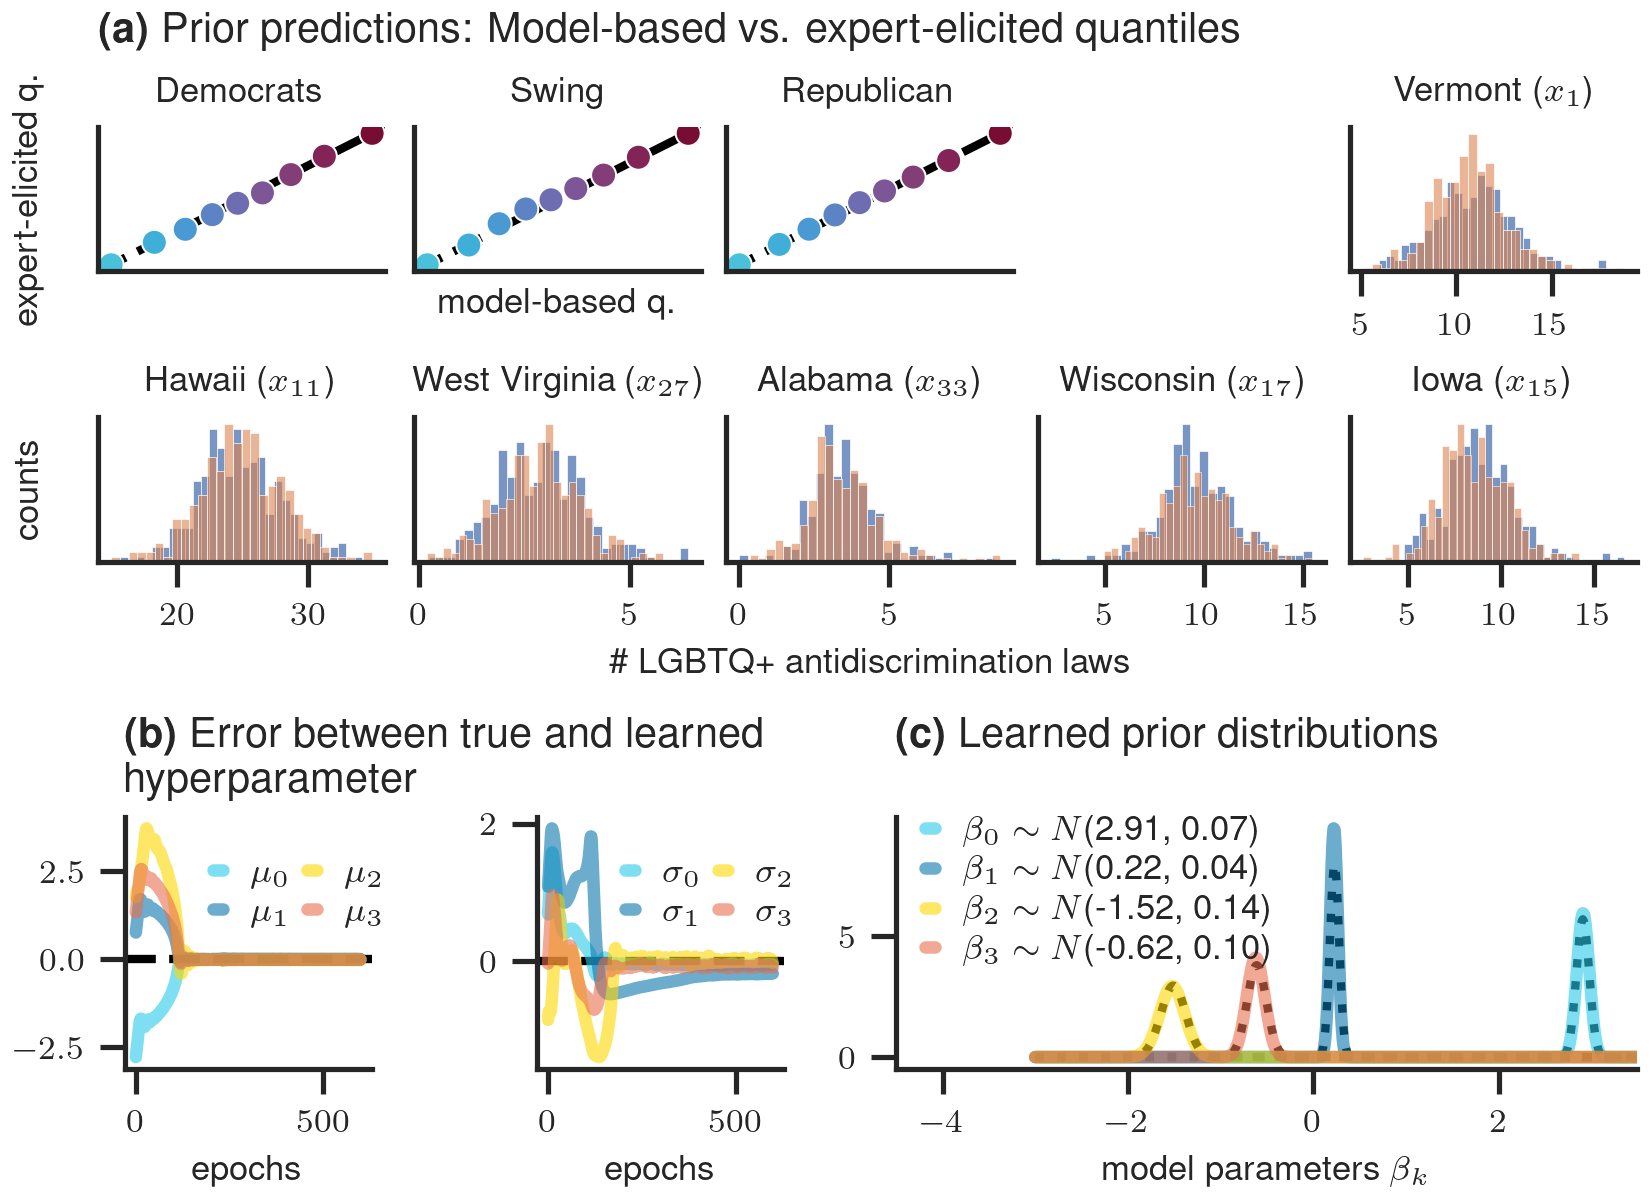 (a) Prior predictions: Model-based vs. expert-elicited quantiles
expert-elicited q.
Democrats
Swing
Republican
Vermont (x₁)
model-based q.
5 10 15
Hawaii (x₁₁)
West Virginia (x₂₇)
Alabama (x₃₃)
Wisconsin (x₁₇)
Iowa (x₁₅)
counts
20 30
0 5
0 5
5 10 15
5 10 15
# LGBTQ+ antidiscrimination laws
(b) Error between true and learned
hyperparameter
2.5
0.0
−2.5
μ₀ μ₂
μ₁ μ₃
0 500
epochs
2
0
σ₀ σ₂
σ₁ σ₃
0 500
epochs
(c) Learned prior distributions
β₀ ∼ N(2.91, 0.07)
β₁ ∼ N(0.22, 0.04)
β₂ ∼ N(-1.52, 0.14)
β₃ ∼ N(-0.62, 0.10)
5
0
−4 −2 0 2
model parameters βₖ